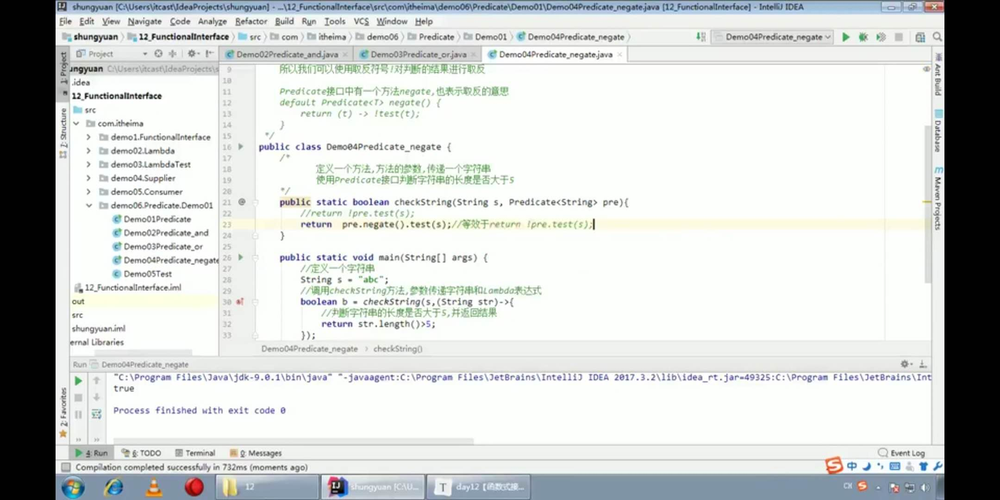 shungyuan [C:\Users\itcast\IdeaProjects\shungyuan] - ...\12_FunctionalInterface\src\com\itheima\demo06\Predicate\Demo01\Demo04Predicate_negate.java [12_FunctionalInterface] - IntelliJ IDEA
File Edit View Navigate Code Analyze Refactor Build Run Tools VCS Window Help
shungyuan 12_FunctionalInterface src com itheima demo06 Predicate Demo01 Demo04Predicate_negate Demo04Predicate_negate
Project Demo02Predicate_and.java Demo03Predicate_or.java Demo04Predicate_negate.java
1: Project
Z: Structure
2: Favorites
Ant Build
Database
Maven Projects
ungyuan C:\Users\itcast\IdeaProjects\s
.idea
12_FunctionalInterface
src
com.itheima
demo1.FunctionalInterface
demo02.Lambda
demo03.LambdaTest
demo04.Supplier
demo05.Consumer
demo06.Predicate.Demo01
Demo01Predicate
Demo02Predicate_and
Demo03Predicate_or
Demo04Predicate_negate
Demo05Test
12_FunctionalInterface.iml
out
src
shungyuan.iml
ernal Libraries
9 所以我们可以使用取反符号!对判断的结果进行取反
10
11 Predicate接口中有一个方法negate,也表示取反的意思
12 default Predicate<T> negate() {
13 return (t) -> !test(t);
14 }
15 */
16 public class Demo04Predicate_negate {
17 /*
18 定义一个方法,方法的参数,传递一个字符串
19 使用Predicate接口判断字符串的长度是否大于5
20 */
21 public static boolean checkString(String s, Predicate<String> pre){
22 //return !pre.test(s);
23 return  pre.negate().test(s);//等效于return !pre.test(s);
24 }
25
26 public static void main(String[] args) {
27 //定义一个字符串
28 String s = "abc";
29 //调用checkString方法,参数传递字符串和Lambda表达式
30 boolean b = checkString(s,(String str)->{
31 //判断字符串的长度是否大于5,并返回结果
32 return str.length()>5;
33 });
Demo04Predicate_negate checkString()
Run Demo04Predicate_negate
"C:\Program Files\Java\jdk-9.0.1\bin\java" "-javaagent:C:\Program Files\JetBrains\IntelliJ IDEA 2017.3.2\lib\idea_rt.jar=49325:C:\Program Files\JetBrains\Int
true
Process finished with exit code 0
4: Run 6: TODO Terminal 0: Messages Event Log
Compilation completed successfully in 732ms (moments ago)
中
12 shungyuan [C:\U... day12【函数式接... CH